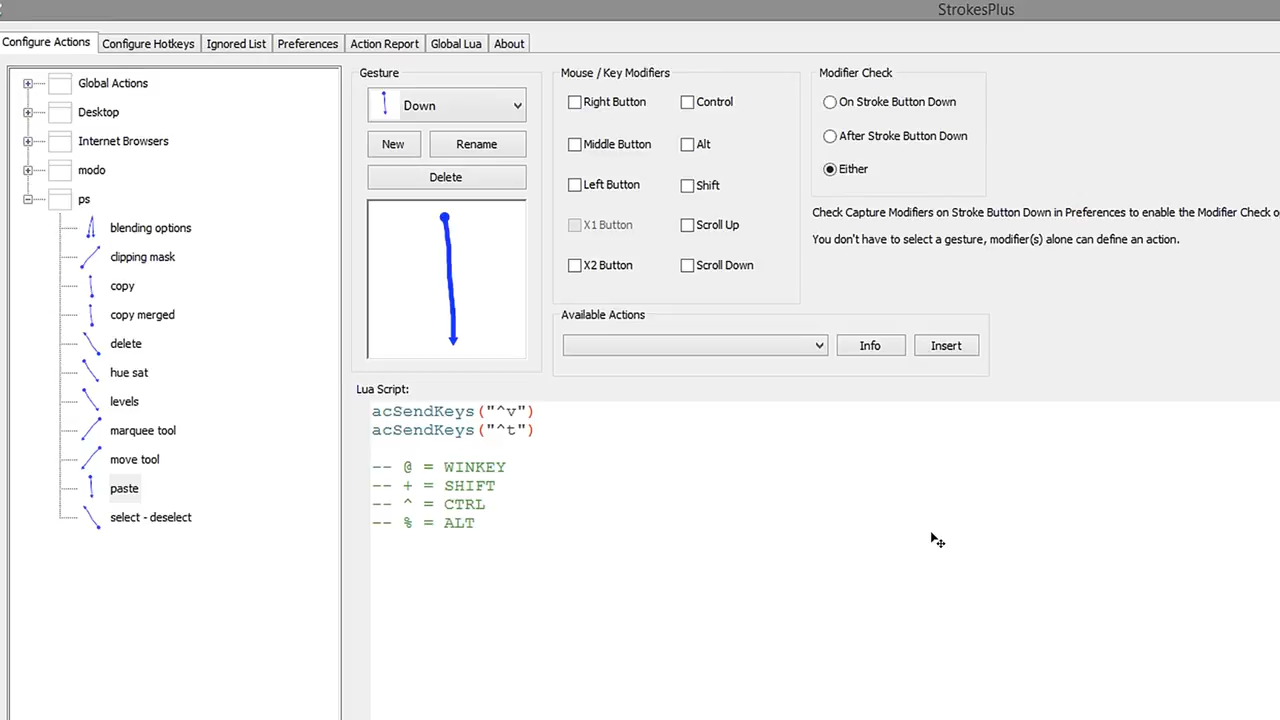 StrokesPlus
Configure Actions
Configure Hotkeys
Ignored List
Preferences
Action Report
Global Lua
About
Global Actions
Desktop
Internet Browsers
modo
ps
blending options
clipping mask
copy
copy merged
delete
hue sat
levels
marquee tool
move tool
paste
select - deselect
Gesture
Down
New
Rename
Delete
Mouse / Key Modifiers
Right Button
Control
Middle Button
Alt
Left Button
Shift
X1 Button
Scroll Up
X2 Button
Scroll Down
Modifier Check
On Stroke Button Down
After Stroke Button Down
Either
Check Capture Modifiers on Stroke Button Down in Preferences to enable the Modifier Check
You don't have to select a gesture, modifier(s) alone can define an action.
Available Actions
Info
Insert
Lua Script:
acSendKeys("^v")
acSendKeys("^t")
-- @ = WINKEY
-- + = SHIFT
-- ^ = CTRL
-- % = ALT